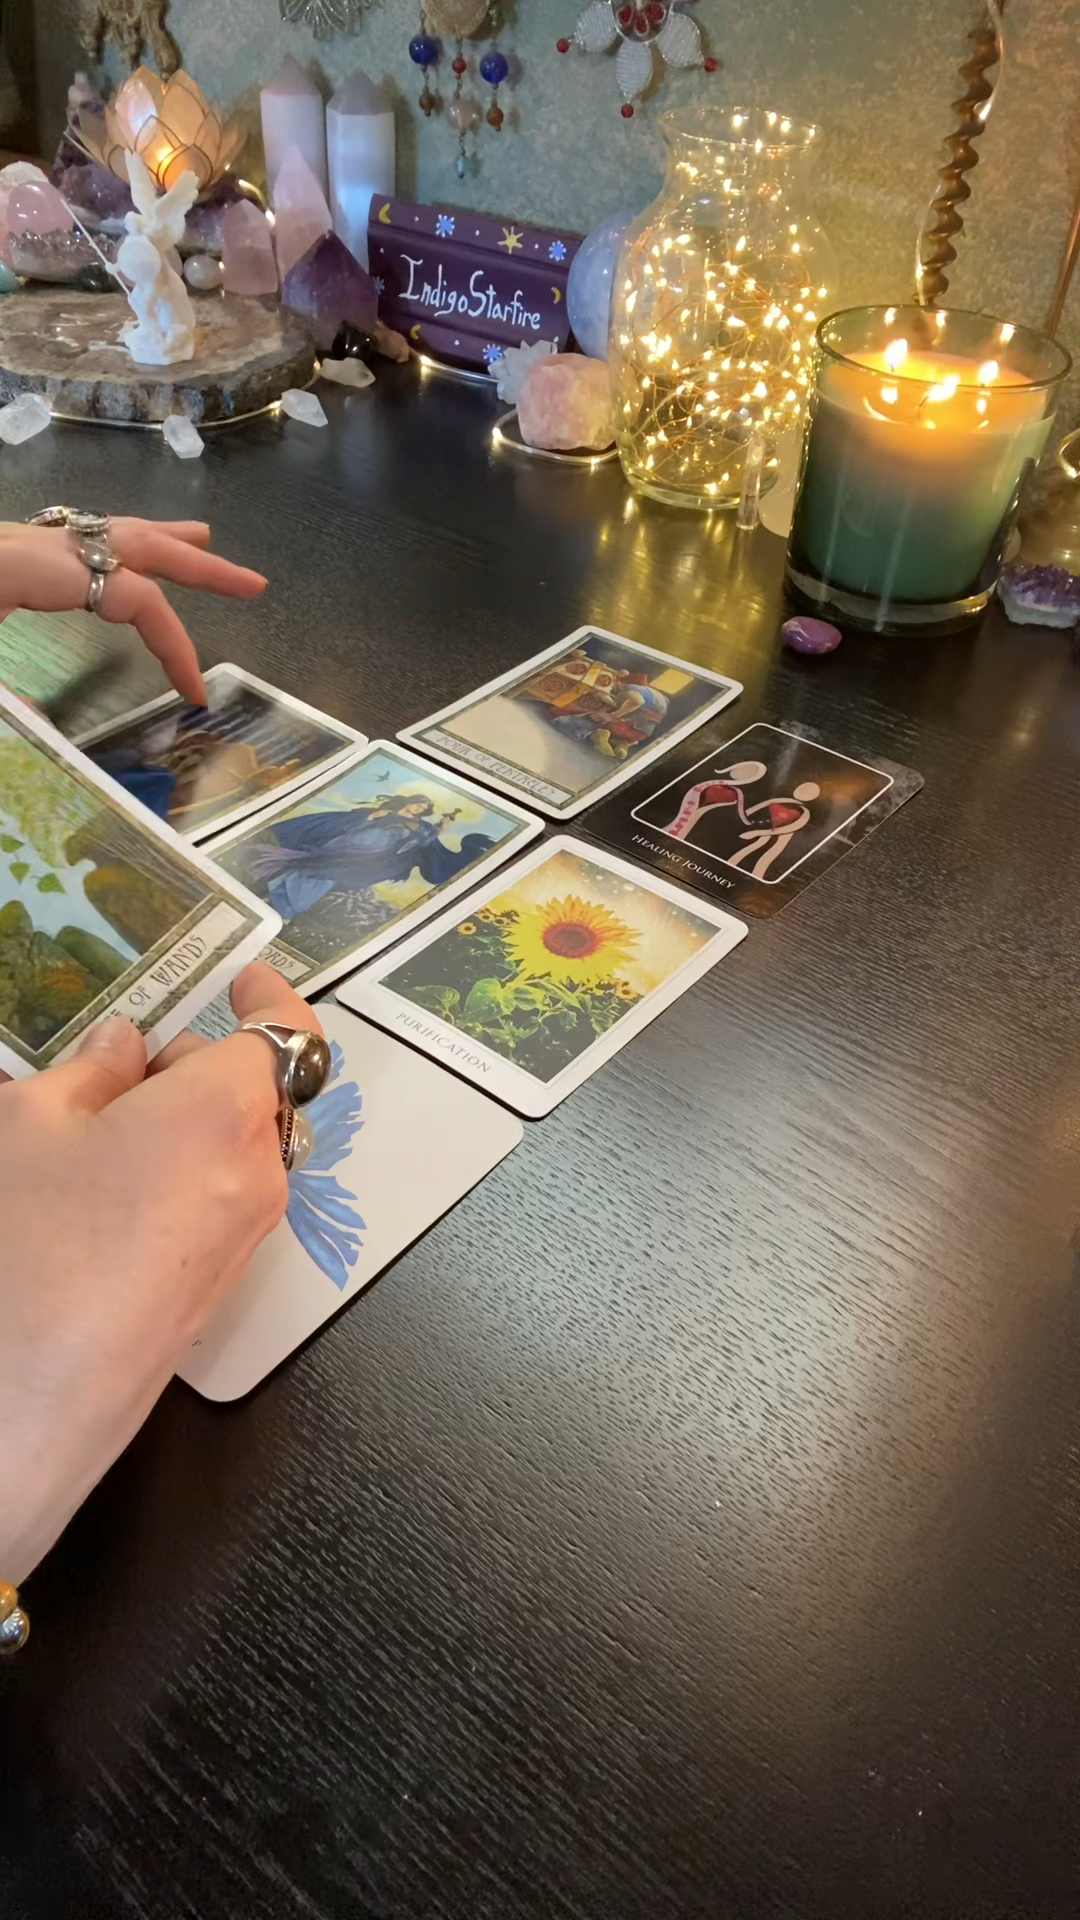 IndigoStarfire
FOUR OF PENTACLES
HEALING JOURNEY
OF WANDS
PURIFICATION